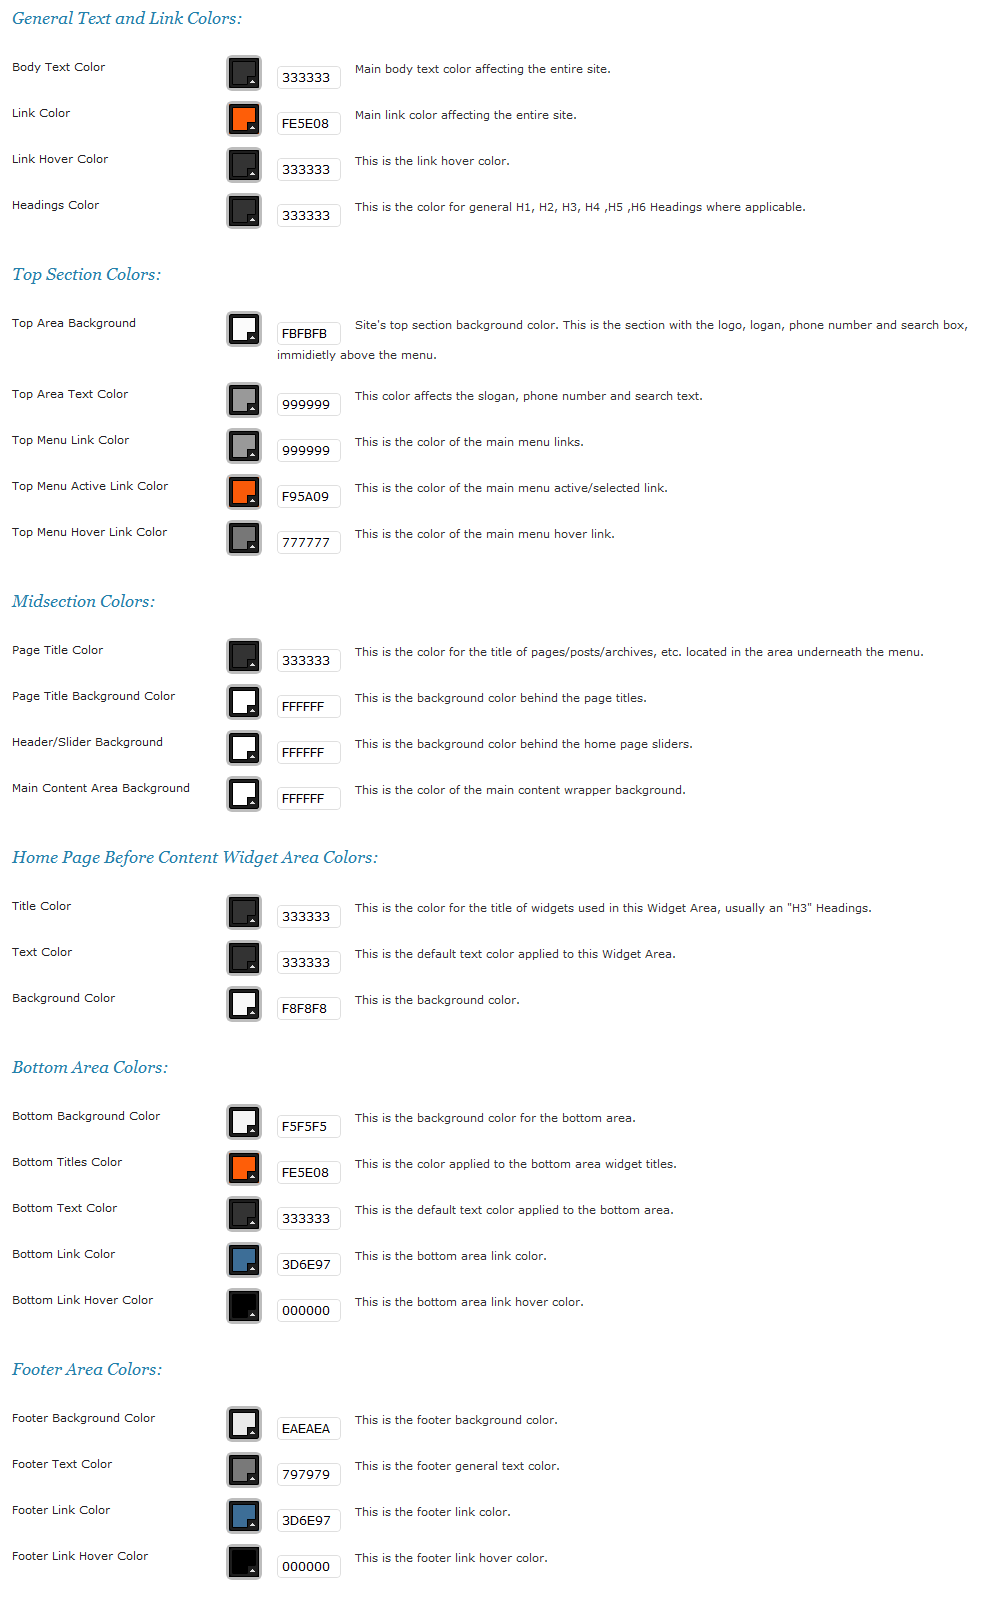 General Text and Link Colors:
Body Text Color 333333 Main body text color affecting the entire site.
Link Color FE5E08 Main link color affecting the entire site.
Link Hover Color 333333 This is the link hover color.
Headings Color 333333 This is the color for general H1, H2, H3, H4 ,H5 ,H6 Headings where applicable.
Top Section Colors:
Top Area Background FBFBFB Site's top section background color. This is the section with the logo, logan, phone number and search box,
immidietly above the menu.
Top Area Text Color 999999 This color affects the slogan, phone number and search text.
Top Menu Link Color 999999 This is the color of the main menu links.
Top Menu Active Link Color F95A09 This is the color of the main menu active/selected link.
Top Menu Hover Link Color 777777 This is the color of the main menu hover link.
Midsection Colors:
Page Title Color 333333 This is the color for the title of pages/posts/archives, etc. located in the area underneath the menu.
Page Title Background Color FFFFFF This is the background color behind the page titles.
Header/Slider Background FFFFFF This is the background color behind the home page sliders.
Main Content Area Background FFFFFF This is the color of the main content wrapper background.
Home Page Before Content Widget Area Colors:
Title Color 333333 This is the color for the title of widgets used in this Widget Area, usually an "H3" Headings.
Text Color 333333 This is the default text color applied to this Widget Area.
Background Color F8F8F8 This is the background color.
Bottom Area Colors:
Bottom Background Color F5F5F5 This is the background color for the bottom area.
Bottom Titles Color FE5E08 This is the color applied to the bottom area widget titles.
Bottom Text Color 333333 This is the default text color applied to the bottom area.
Bottom Link Color 3D6E97 This is the bottom area link color.
Bottom Link Hover Color 000000 This is the bottom area link hover color.
Footer Area Colors:
Footer Background Color EAEAEA This is the footer background color.
Footer Text Color 797979 This is the footer general text color.
Footer Link Color 3D6E97 This is the footer link color.
Footer Link Hover Color 000000 This is the footer link hover color.